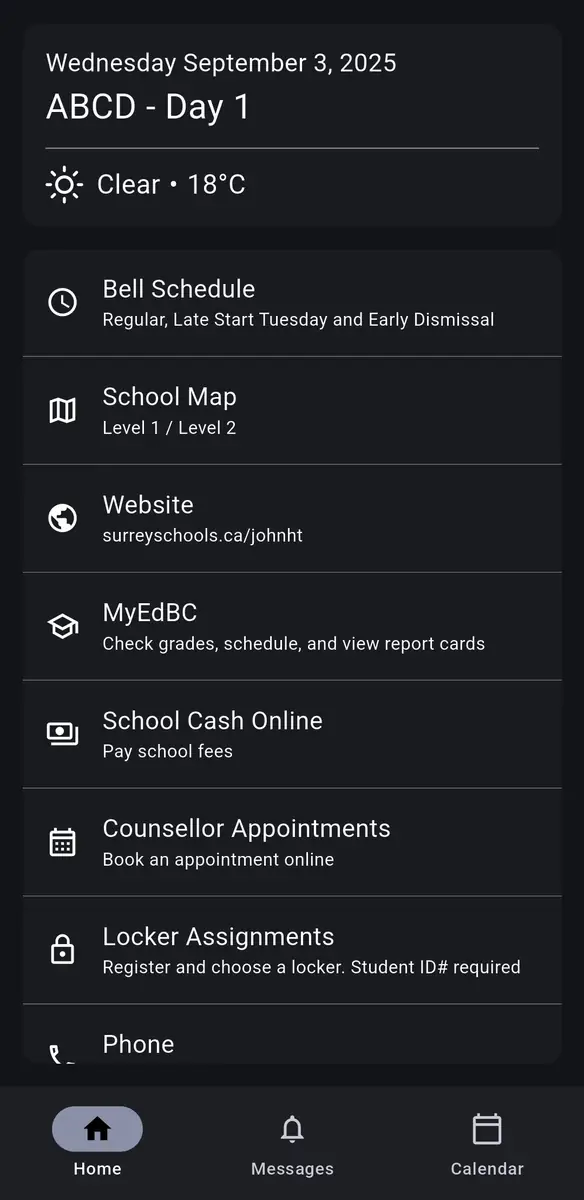 Wednesday September 3, 2025
ABCD - Day 1
Clear • 18°C
Bell Schedule
Regular, Late Start Tuesday and Early Dismissal
School Map
Level 1 / Level 2
Website
surreyschools.ca/johnht
MyEdBC
Check grades, schedule, and view report cards
School Cash Online
Pay school fees
Counsellor Appointments
Book an appointment online
Locker Assignments
Register and choose a locker. Student ID# required
Phone
Home
Messages
Calendar